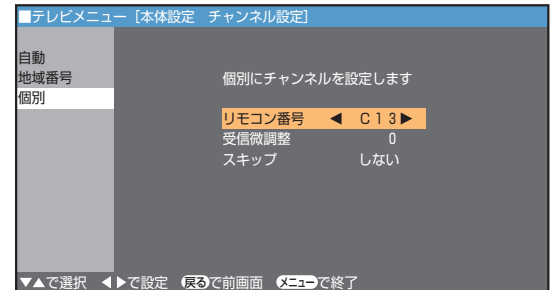 ■テレビメニュー［本体設定　チャンネル設定］
自動
地域番号
個別
個別にチャンネルを設定します
リモコン番号　◀　Ｃ１３▶
受信微調整　０
スキップ　しない
▼▲で選択　◀▶で設定　戻るで前画面　メニューで終了